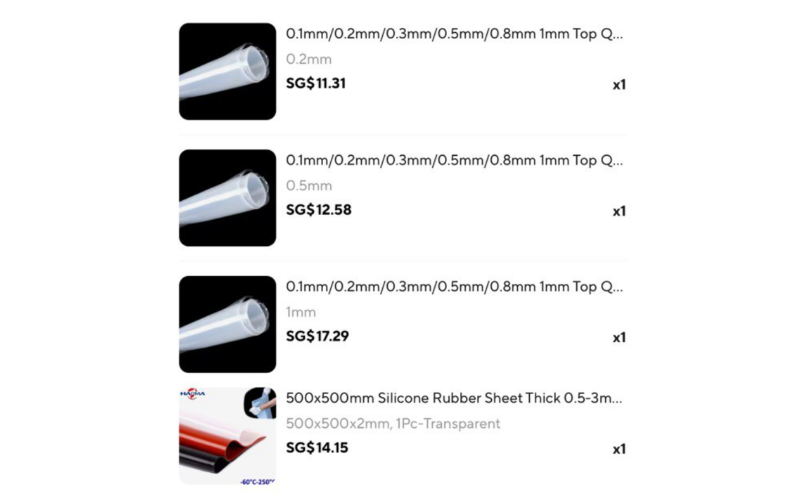 0.1mm/0.2mm/0.3mm/0.5mm/0.8mm 1mm Top Q...
0.2mm
SG$11.31 x1
0.1mm/0.2mm/0.3mm/0.5mm/0.8mm 1mm Top Q...
0.5mm
SG$12.58 x1
0.1mm/0.2mm/0.3mm/0.5mm/0.8mm 1mm Top Q...
1mm
SG$17.29 x1
500x500mm Silicone Rubber Sheet Thick 0.5-3m...
500x500x2mm, 1Pc-Transparent
SG$14.15 x1
-60°C-250°